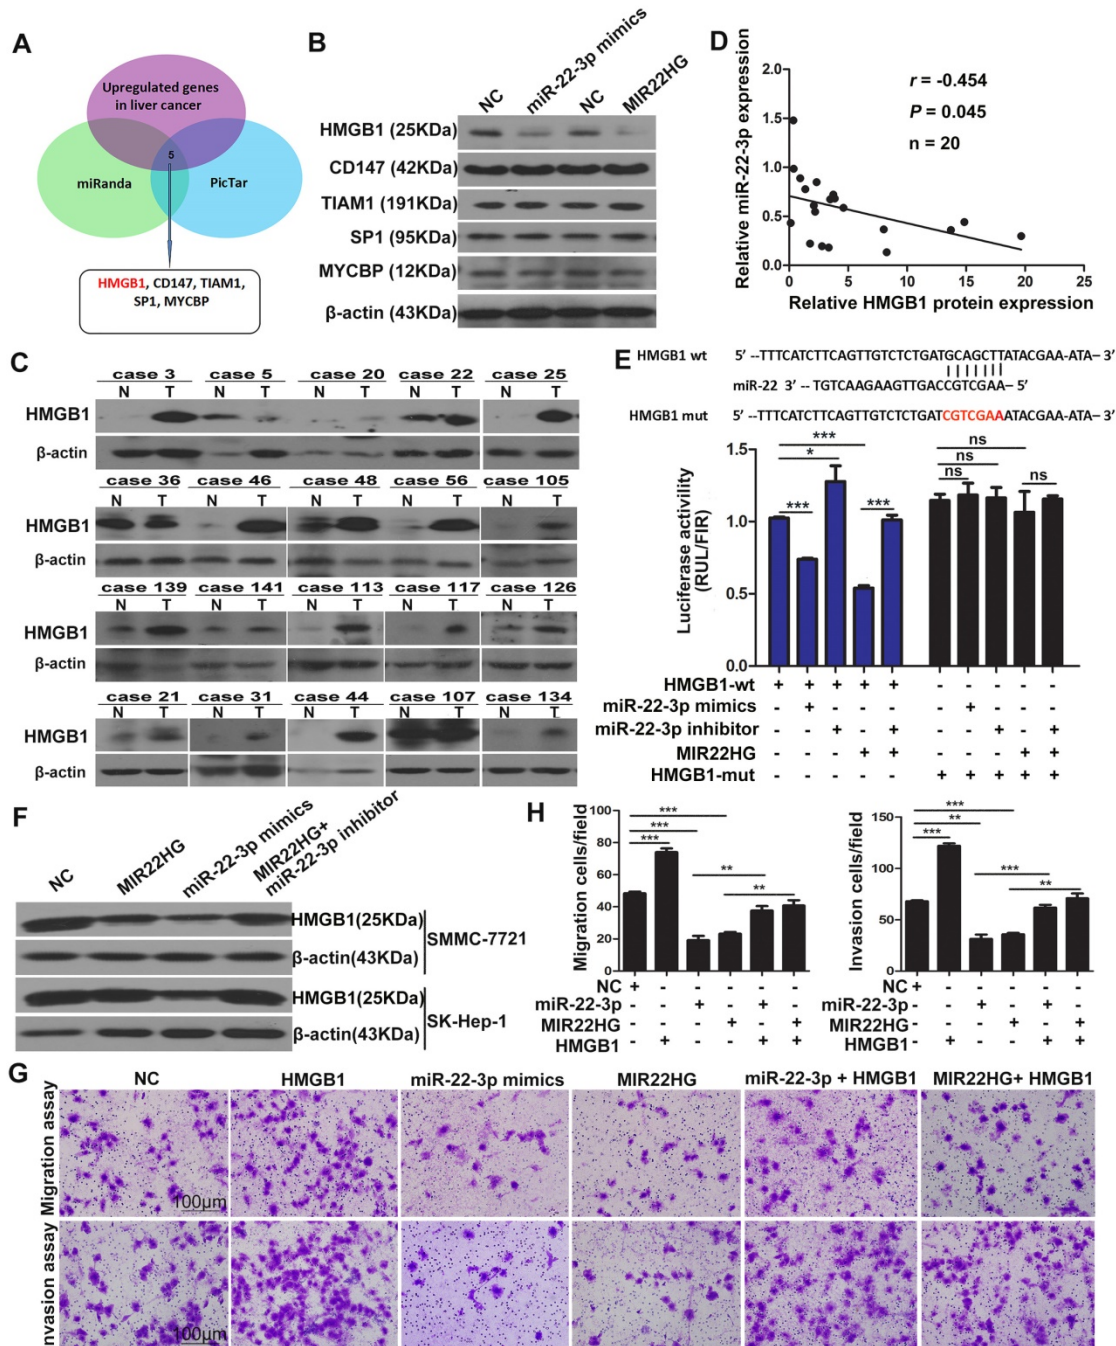 A
Upregulated genes
in liver cancer
5
miRanda
PicTar
HMGB1, CD147, TIAM1,
SP1, MYCBP
B
NC
miR-22-3p mimics
NC
MIR22HG
HMGB1 (25KDa)
CD147 (42KDa)
TIAM1 (191KDa)
SP1 (95KDa)
MYCBP (12KDa)
β-actin (43KDa)
D
r = -0.454
P = 0.045
n = 20
Relative miR-22-3p expression
2.0
1.5
1.0
0.5
0.0
0 5 10 15 20 25
Relative HMGB1 protein expression
C
case 3 case 5 case 20 case 22 case 25
N T N T N T N T N T
HMGB1
β-actin
case 36 case 46 case 48 case 56 case 105
N T N T N T N T N T
HMGB1
β-actin
case 139 case 141 case 113 case 117 case 126
N T N T N T N T N T
HMGB1
β-actin
case 21 case 31 case 44 case 107 case 134
N T N T N T N T N T
HMGB1
β-actin
E
HMGB1 wt 5’ --TTTCATCTTCAGTTGTCTCTGATGCAGCTTATACGAA-ATA– 3’
miR-22 3’ -- TGTCAAGAAGTTGACCGTCGAA– 5’
HMGB1 mut 5’ --TTTCATCTTCAGTTGTCTCTGATCGTCGAAATACGAA-ATA– 3’
Luciferase activity
(RUL/FIR)
1.5
1.0
0.5
0.0
***
*
***
***
ns
ns
ns
ns
HMGB1-wt + + + + + - - - - -
miR-22-3p mimics - + - - - - + - - -
miR-22-3p inhibitor - - + - + - - + - +
MIR22HG - - - + + - - - + +
HMGB1-mut - - - - - + + + + +
F
NC
MIR22HG
miR-22-3p mimics
MIR22HG+
miR-22-3p inhibitor
HMGB1(25KDa)
β-actin(43KDa)
SMMC-7721
HMGB1(25KDa)
β-actin(43KDa)
SK-Hep-1
H
Migration cells/field
100
80
60
40
20
0
***
***
***
**
**
NC + - - - - -
miR-22-3p - - + - + -
MIR22HG - - - + - +
HMGB1 - + - - + +
Invasion cells/field
150
100
50
0
***
**
***
***
**
NC + - - - - -
miR-22-3p - - + - + -
MIR22HG - - - + - +
HMGB1 - + - - + +
G
NC HMGB1 miR-22-3p mimics MIR22HG miR-22-3p + HMGB1 MIR22HG+ HMGB1
Migration assay
100μm
nvasion assay
100μm